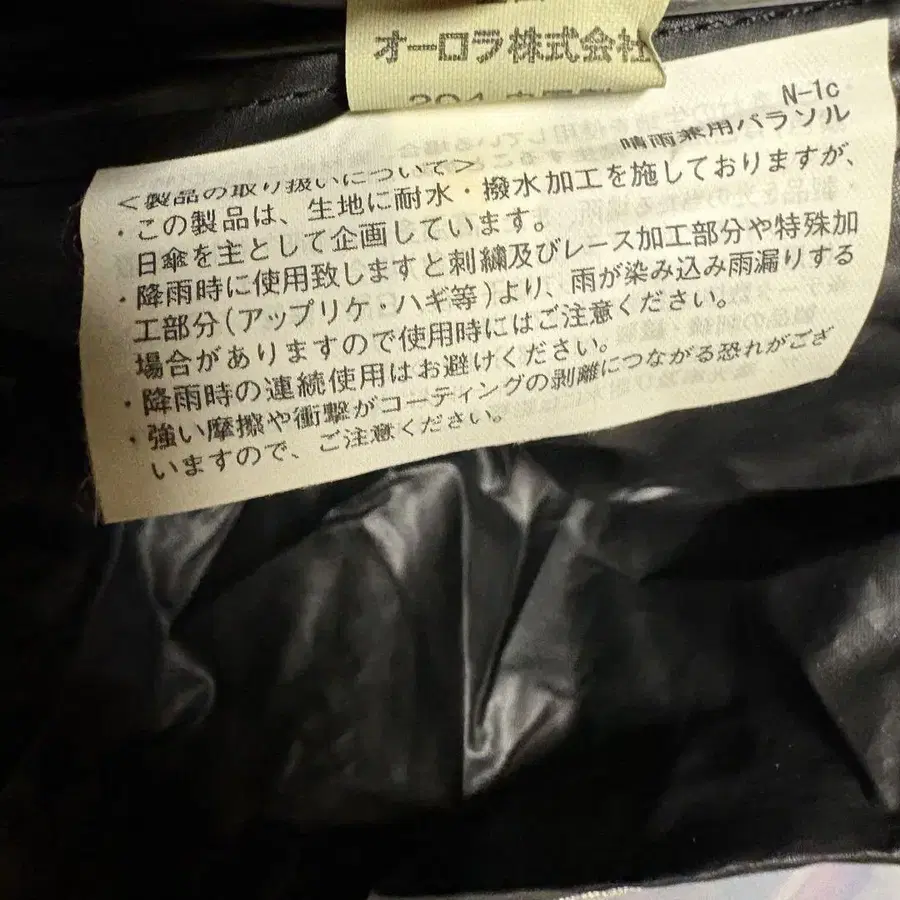 オーロラ株式会社
N-1c
晴雨兼用パラソル
<製品の取り扱いについて>
・この製品は、生地に耐水・撥水加工を施しておりますが、
日傘を主として企画しています。
・降雨時に使用致しますと刺繍及びレース加工部分や特殊加
工部分(アップリケ・ハギ等)より、雨が染み込み雨漏りする
場合がありますので使用時にはご注意ください。
・降雨時の連続使用はお避けください。
・強い摩擦や衝撃がコーティングの剥離につながる恐れがござ
いますので、ご注意ください。